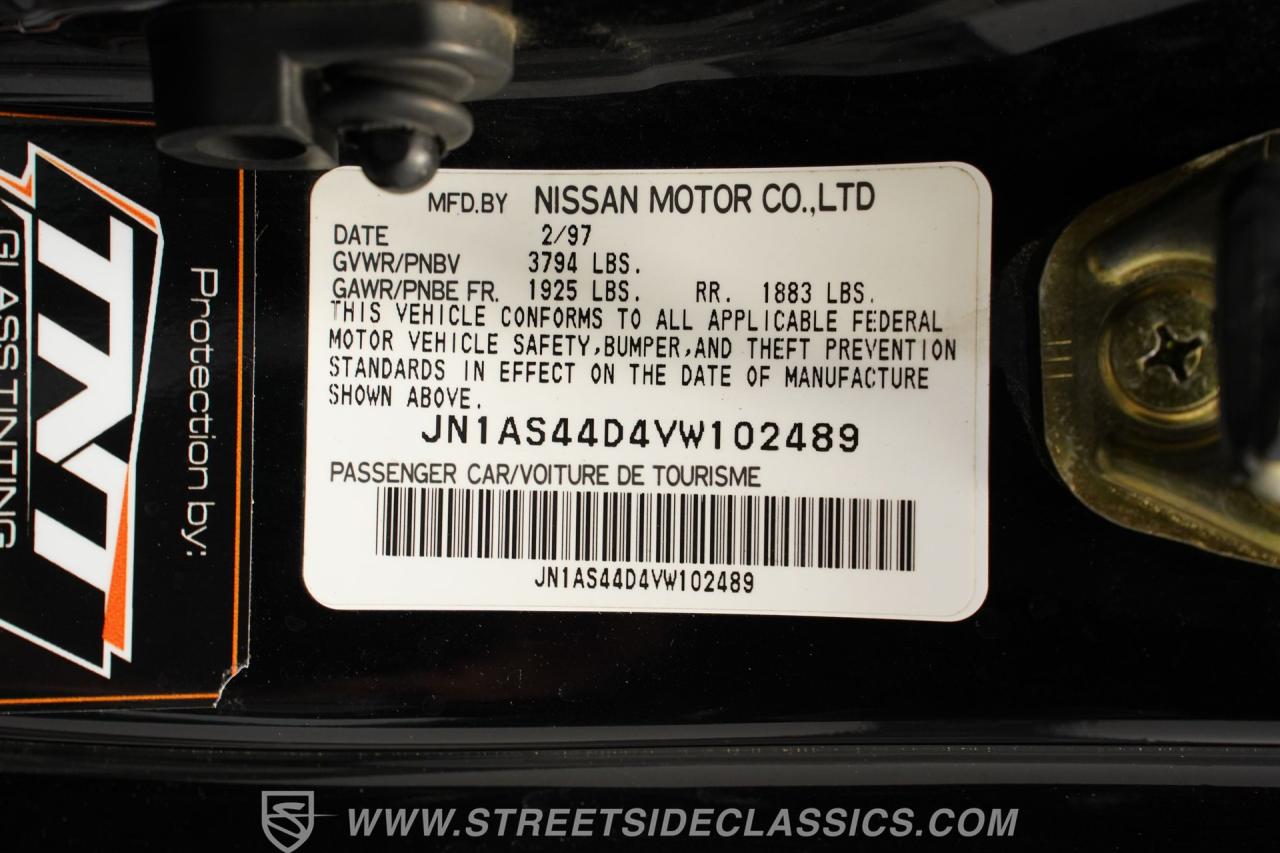 MFD.BY NISSAN MOTOR CO.,LTD
DATE 2/97
GVWR/PNBV 3794 LBS.
GAWR/PNBE FR. 1925 LBS. RR. 1883 LBS.
THIS VEHICLE CONFORMS TO ALL APPLICABLE FEDERAL
MOTOR VEHICLE SAFETY,BUMPER,AND THEFT PREVENTION
STANDARDS IN EFFECT ON THE DATE OF MANUFACTURE
SHOWN ABOVE.
JN1AS44D4VW102489
PASSENGER CAR/VOITURE DE TOURISME
JN1AS44D4VW102489
Protection by:
TNT
GLASS TINTING
WWW.STREETSIDECLASSICS.COM